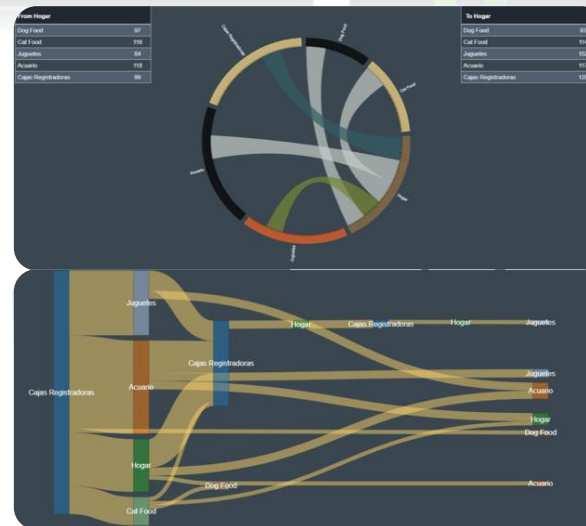 From Hogar
Dog Food 97
Cat Food 116
Juguetes 84
Acuario 118
Cajas Registradoras 99
To Hogar
Dog Food
Cat Food
Juguetes
Acuario
Cajas Registradoras
Cajas Registradoras
Dog Food
Cat Food
Acuario
Hogar
Juguetes
Juguetes
Hogar
Cajas Registradoras
Hogar
Juguetes
Cajas Registradoras
Juguetes
Cajas Registradoras
Acuario
Acuario
Hogar
Dog Food
Hogar
Dog Food
Acuario
Cat Food